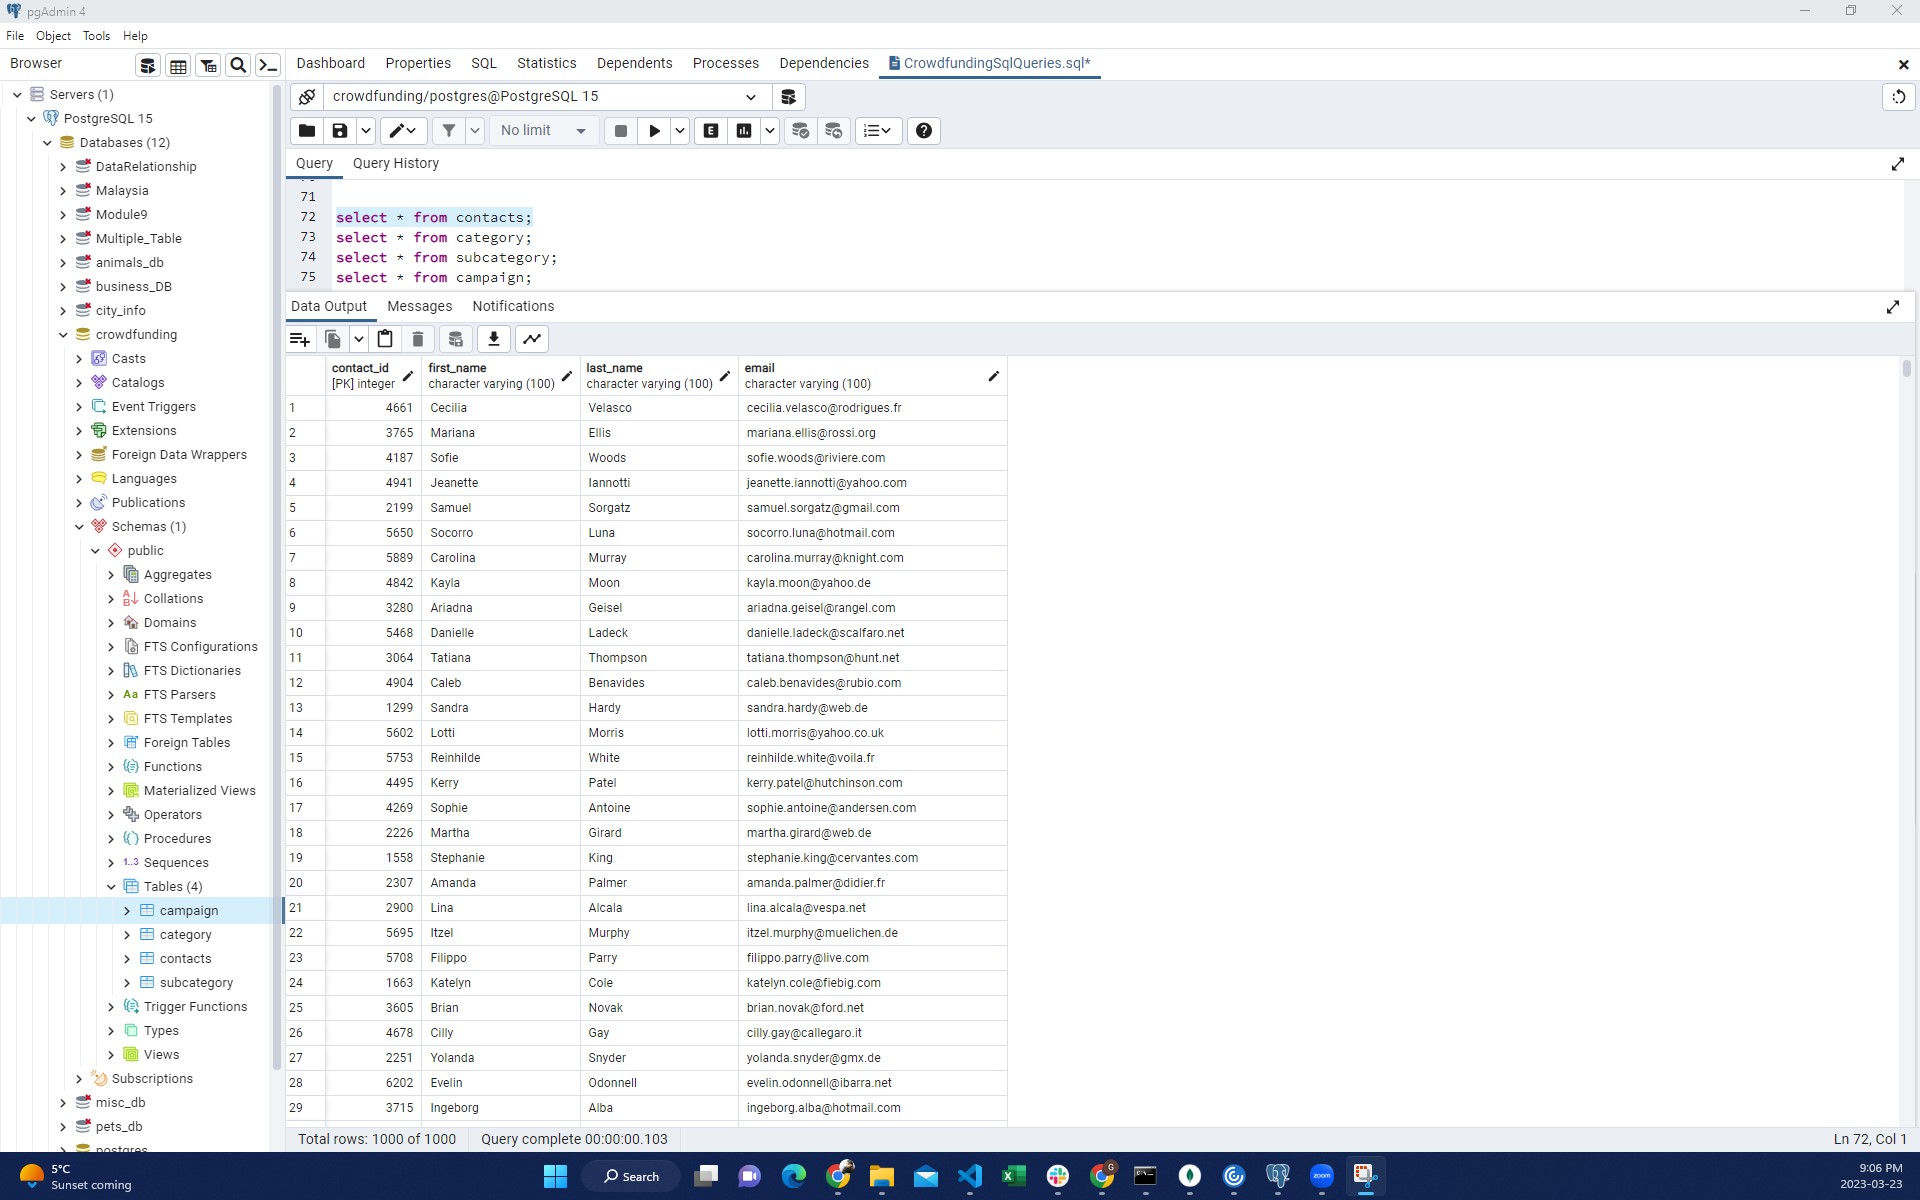 pgAdmin 4
File Object Tools Help
Browser
Dashboard Properties SQL Statistics Dependents Processes Dependencies CrowdfundingSqlQueries.sql*
Servers (1)
PostgreSQL 15
Databases (12)
DataRelationship
Malaysia
Module9
Multiple_Table
animals_db
business_DB
city_info
crowdfunding
Casts
Catalogs
Event Triggers
Extensions
Foreign Data Wrappers
Languages
Publications
Schemas (1)
public
Aggregates
Collations
Domains
FTS Configurations
FTS Dictionaries
Aa FTS Parsers
FTS Templates
Foreign Tables
Functions
Materialized Views
Operators
Procedures
1..3 Sequences
Tables (4)
campaign
category
contacts
subcategory
Trigger Functions
Types
Views
Subscriptions
misc_db
pets_db
postgres
crowdfunding/postgres@PostgreSQL 15
No limit
E
Query Query History
71
72 select * from contacts;
73 select * from category;
74 select * from subcategory;
75 select * from campaign;
Data Output Messages Notifications
contact_id first_name last_name email
[PK] integer character varying (100) character varying (100) character varying (100)
1 4661 Cecilia Velasco cecilia.velasco@rodrigues.fr
2 3765 Mariana Ellis mariana.ellis@rossi.org
3 4187 Sofie Woods sofie.woods@riviere.com
4 4941 Jeanette Iannotti jeanette.iannotti@yahoo.com
5 2199 Samuel Sorgatz samuel.sorgatz@gmail.com
6 5650 Socorro Luna socorro.luna@hotmail.com
7 5889 Carolina Murray carolina.murray@knight.com
8 4842 Kayla Moon kayla.moon@yahoo.de
9 3280 Ariadna Geisel ariadna.geisel@rangel.com
10 5468 Danielle Ladeck danielle.ladeck@scalfaro.net
11 3064 Tatiana Thompson tatiana.thompson@hunt.net
12 4904 Caleb Benavides caleb.benavides@rubio.com
13 1299 Sandra Hardy sandra.hardy@web.de
14 5602 Lotti Morris lotti.morris@yahoo.co.uk
15 5753 Reinhilde White reinhilde.white@voila.fr
16 4495 Kerry Patel kerry.patel@hutchinson.com
17 4269 Sophie Antoine sophie.antoine@andersen.com
18 2226 Martha Girard martha.girard@web.de
19 1558 Stephanie King stephanie.king@cervantes.com
20 2307 Amanda Palmer amanda.palmer@didier.fr
21 2900 Lina Alcala lina.alcala@vespa.net
22 5695 Itzel Murphy itzel.murphy@muelichen.de
23 5708 Filippo Parry filippo.parry@live.com
24 1663 Katelyn Cole katelyn.cole@fiebig.com
25 3605 Brian Novak brian.novak@ford.net
26 4678 Cilly Gay cilly.gay@callegaro.it
27 2251 Yolanda Snyder yolanda.snyder@gmx.de
28 6202 Evelin Odonnell evelin.odonnell@ibarra.net
29 3715 Ingeborg Alba ingeborg.alba@hotmail.com
Total rows: 1000 of 1000 Query complete 00:00:00.103 Ln 72, Col 1
5°C
Sunset coming
Search
zoom
9:06 PM
2023-03-23